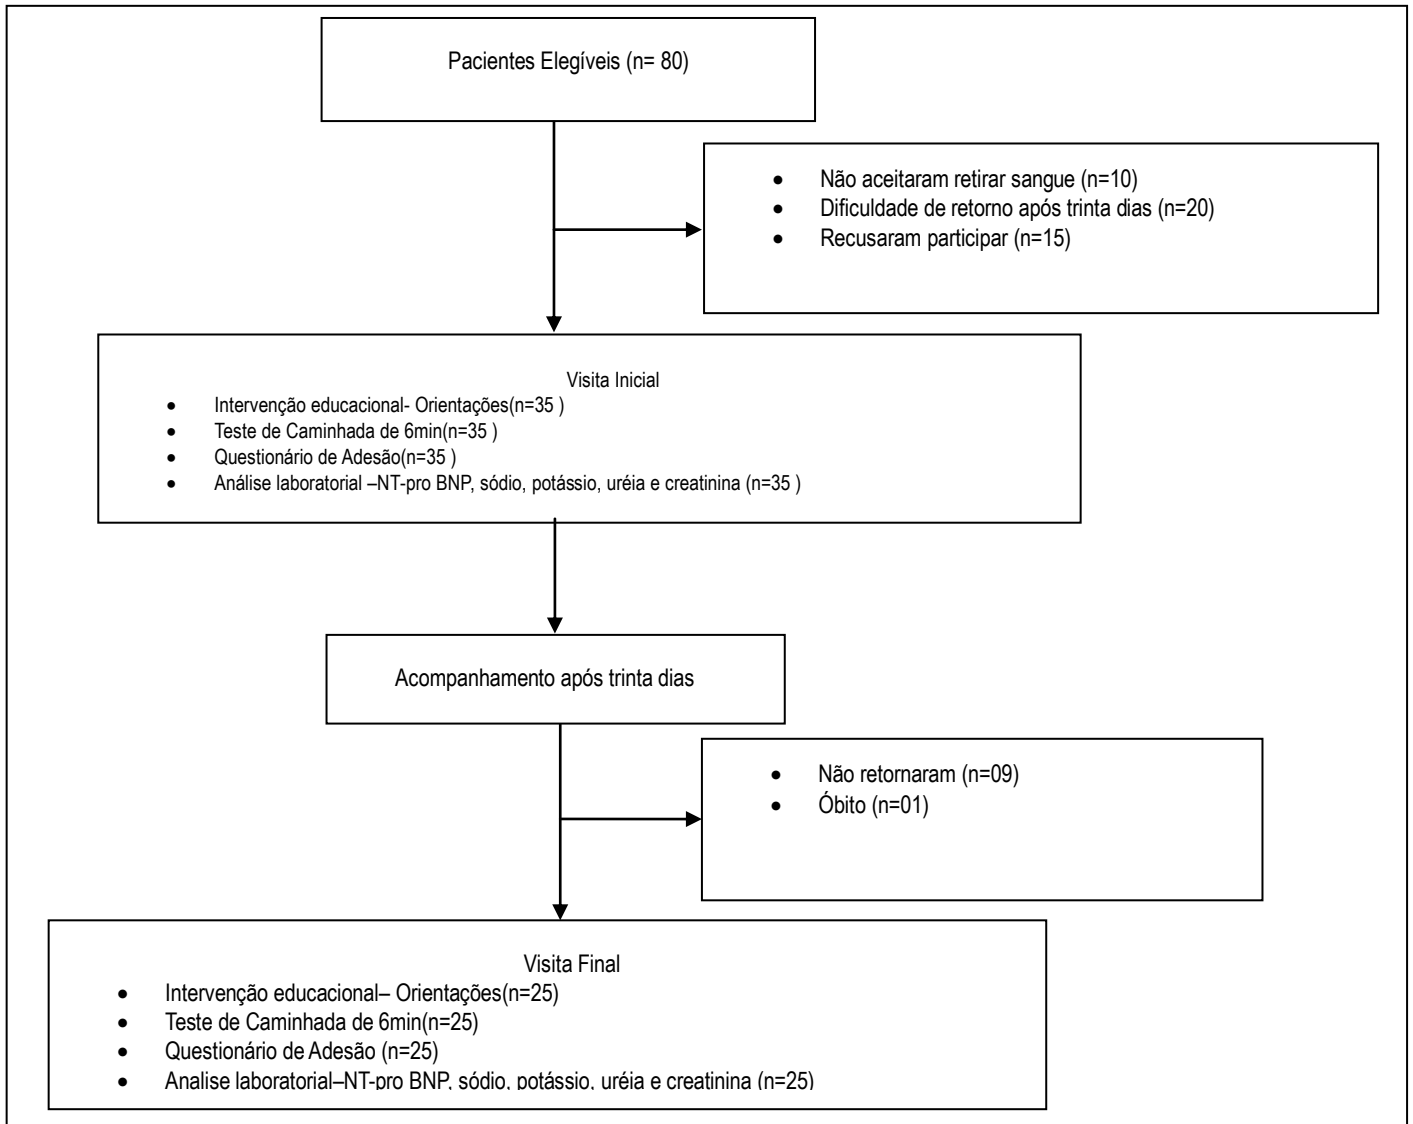 Pacientes Elegíveis (n= 80)
• Não aceitaram retirar sangue (n=10)
• Dificuldade de retorno após trinta dias (n=20)
• Recusaram participar (n=15)
Visita Inicial
• Intervenção educacional- Orientações(n=35 )
• Teste de Caminhada de 6min(n=35 )
• Questionário de Adesão(n=35 )
• Análise laboratorial –NT-pro BNP, sódio, potássio, uréia e creatinina (n=35 )
Acompanhamento após trinta dias
• Não retornaram (n=09)
• Óbito (n=01)
Visita Final
• Intervenção educacional– Orientações(n=25)
• Teste de Caminhada de 6min(n=25)
• Questionário de Adesão (n=25)
• Analise laboratorial–NT-pro BNP, sódio, potássio, uréia e creatinina (n=25)